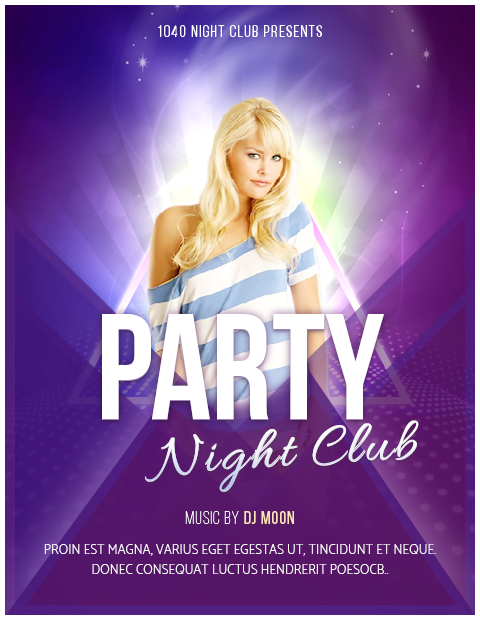 1040 NIGHT CLUB PRESENTS
PARTY
Night Club
MUSIC BY DJ MOON
PROIN EST MAGNA, VARIUS EGET EGESTAS UT, TINCIDUNT ET NEQUE.
DONEC CONSEQUAT LUCTUS HENDRERIT POESOCB..